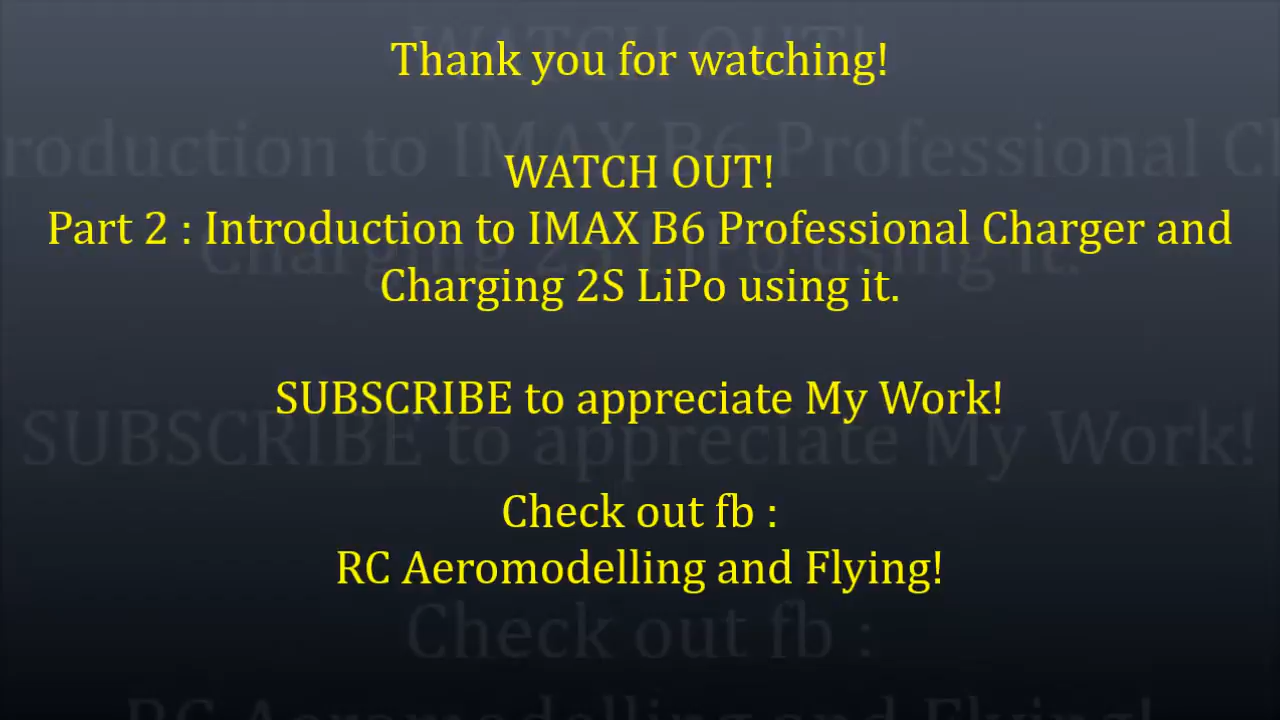 Thank you for watching!
WATCH OUT!
Part 2 : Introduction to IMAX B6 Professional Charger and
Charging 2S LiPo using it.
SUBSCRIBE to appreciate My Work!
Check out fb :
RC Aeromodelling and Flying!